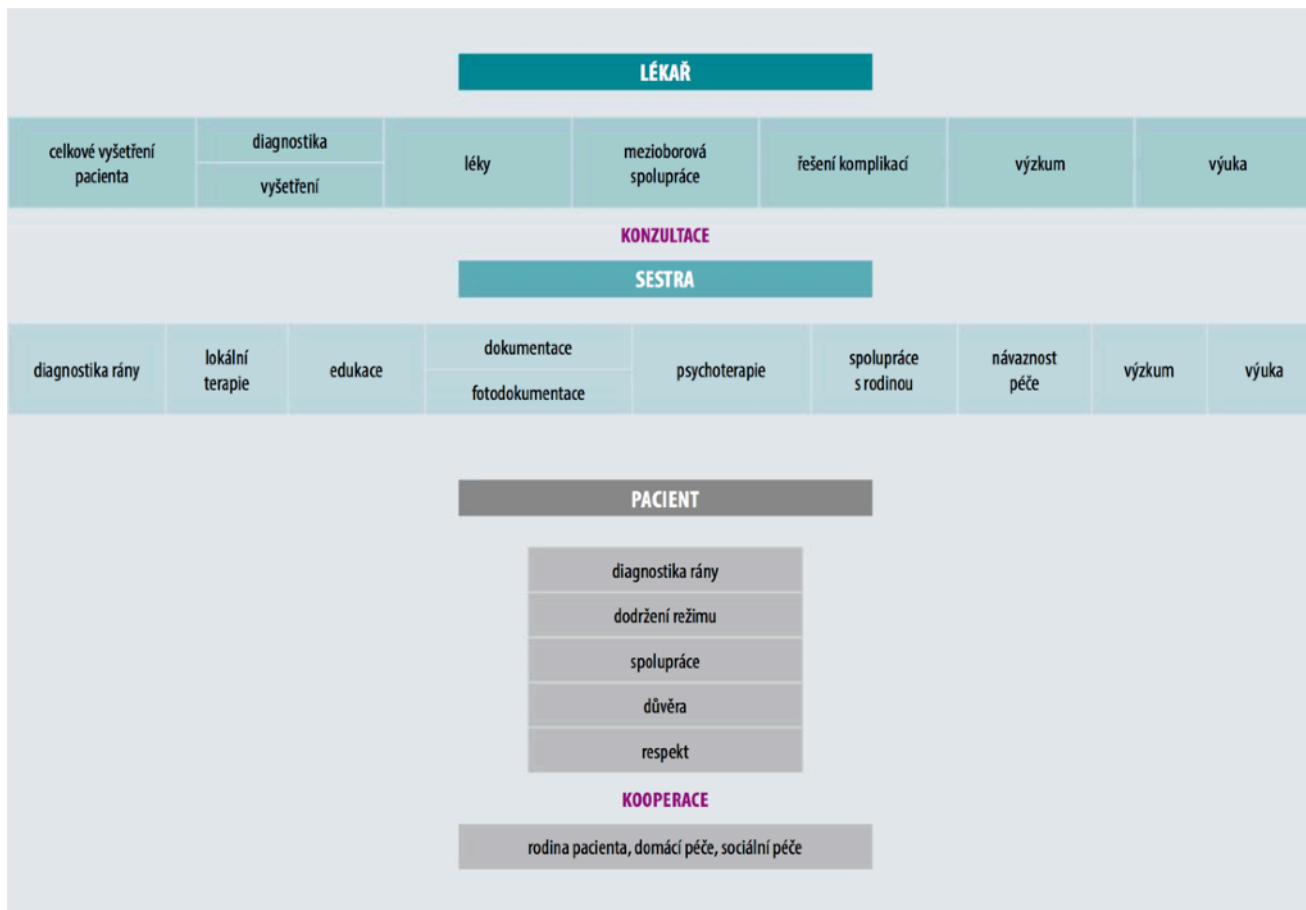 LÉKAŘ
celkové vyšetření
pacienta
diagnostika
vyšetření
léky
mezioborová
spolupráce
řešení komplikací
výzkum
výuka
KONZULTACE
SESTRA
diagnostika rány
lokální
terapie
edukace
dokumentace
fotodokumentace
psychoterapie
spolupráce
s rodinou
návaznost
péče
výzkum
výuka
PACIENT
diagnostika rány
dodržení režimu
spolupráce
důvěra
respekt
KOOPERACE
rodina pacienta, domácí péče, sociální péče